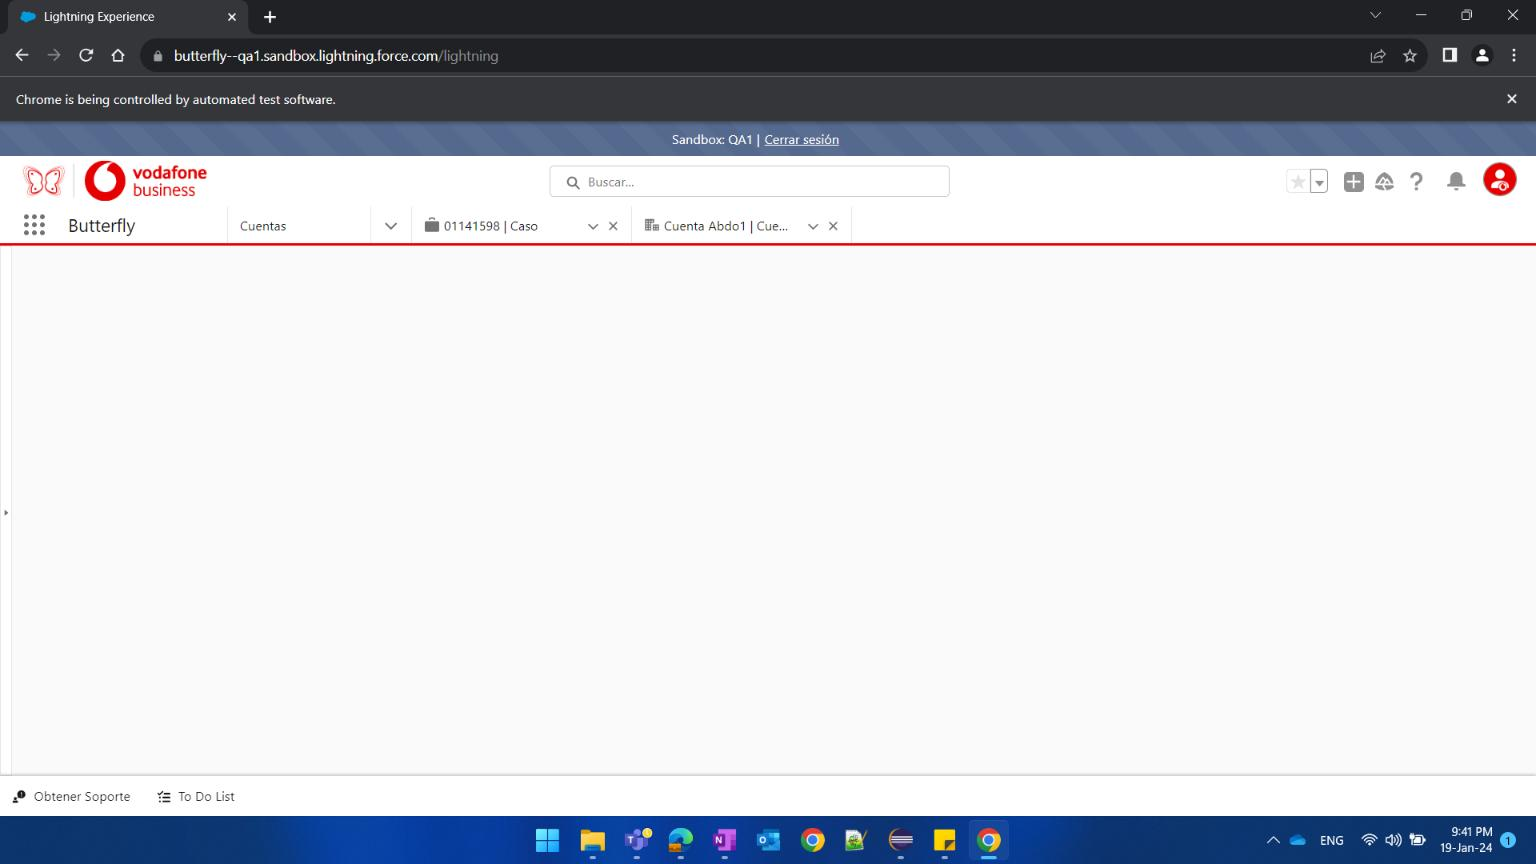 Lightning Experience
butterfly--qa1.sandbox.lightning.force.com/lightning
Chrome is being controlled by automated test software.
Sandbox: QA1 | Cerrar sesión
vodafone
business
Buscar...
Butterfly
Cuentas
01141598 | Caso
Cuenta Abdo1 | Cue...
Obtener Soporte
To Do List
ENG
9:41 PM
19-Jan-24
1